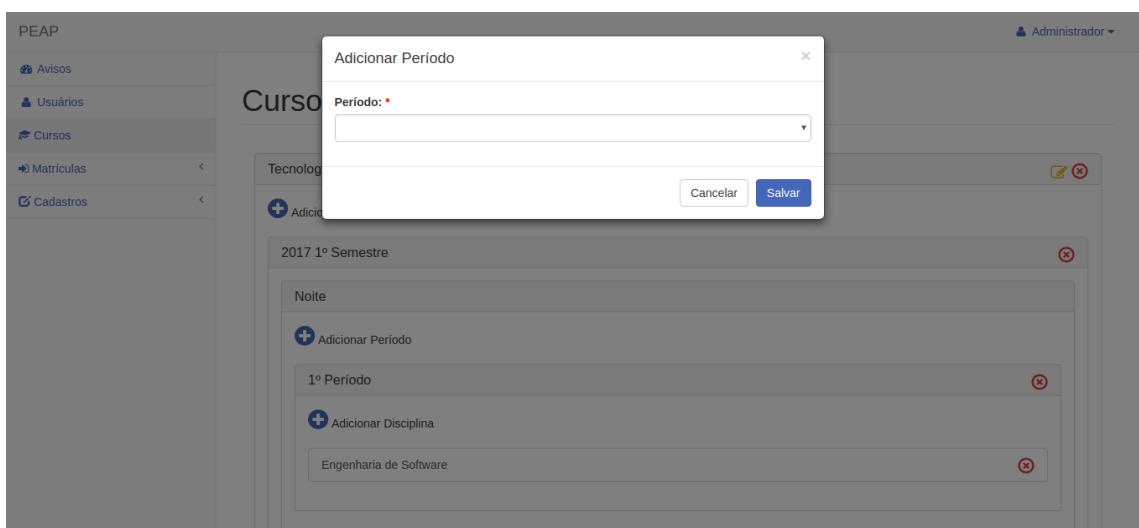 PEAP
Administrador
Adicionar Período
×
Avisos
Usuários
Cursos
Matrículas
Cadastros
Curso
Período: *
Cancelar
Salvar
Tecnolog
Adicio
2017 1º Semestre
Noite
Adicionar Período
1º Período
Adicionar Disciplina
Engenharia de Software